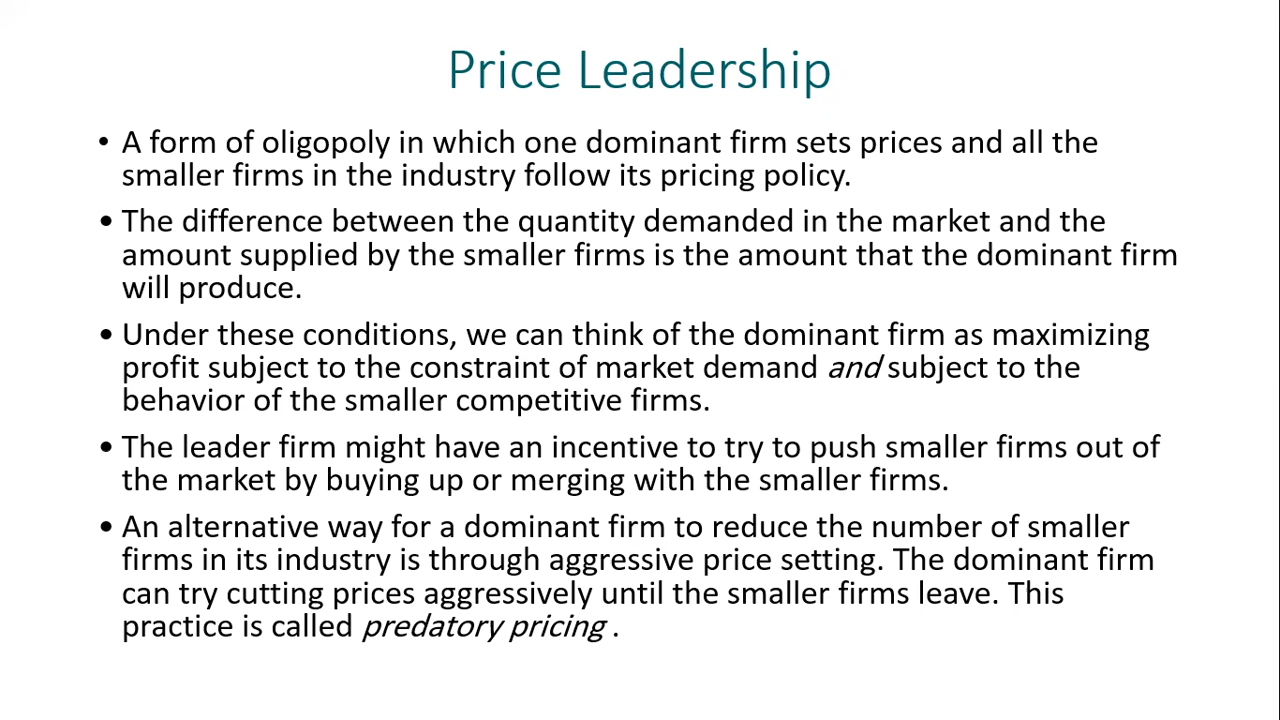 Price Leadership
• A form of oligopoly in which one dominant firm sets prices and all the
smaller firms in the industry follow its pricing policy.
• The difference between the quantity demanded in the market and the
amount supplied by the smaller firms is the amount that the dominant firm
will produce.
• Under these conditions, we can think of the dominant firm as maximizing
profit subject to the constraint of market demand and subject to the
behavior of the smaller competitive firms.
• The leader firm might have an incentive to try to push smaller firms out of
the market by buying up or merging with the smaller firms.
• An alternative way for a dominant firm to reduce the number of smaller
firms in its industry is through aggressive price setting. The dominant firm
can try cutting prices aggressively until the smaller firms leave. This
practice is called predatory pricing .